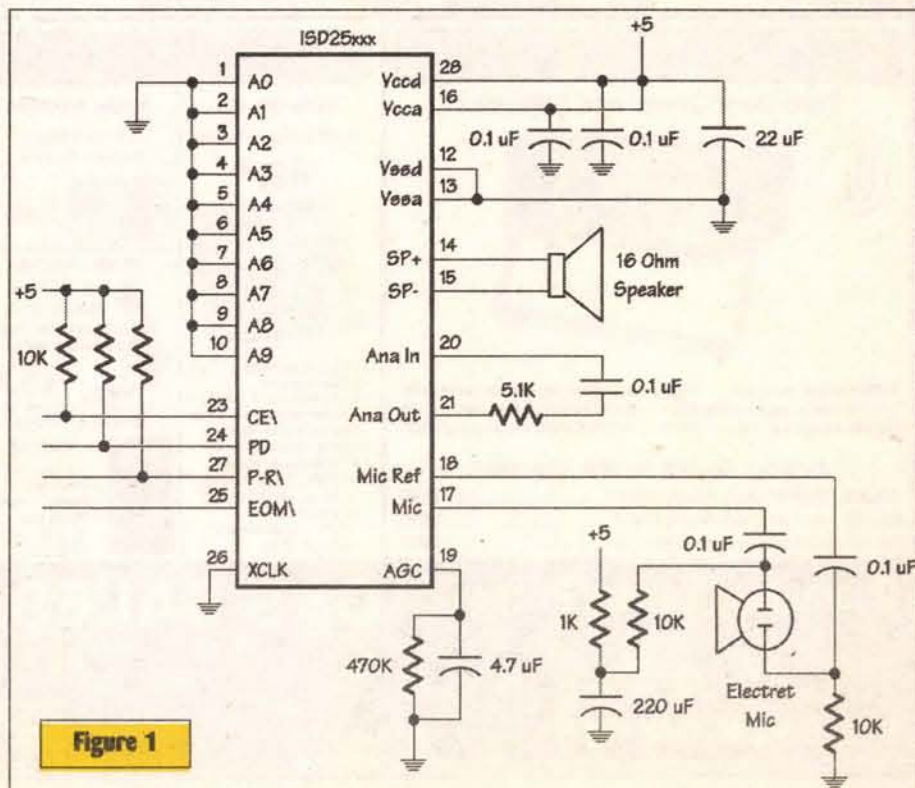 ISD25xxx
+5
1 A0
2 A1
3 A2
4 A3
5 A4
6 A5
7 A6
8 A7
9 A8
10 A9
+5
10K
23 CE\
24 PD
27 P-R\
25 EOM\
26 XCLK
Vccd 28
Vcca 16
0.1 uF 0.1 uF 22 uF
Vssd 12
Vssa 13
SP+ 14
SP- 15
16 Ohm
Speaker
Ana In 20
Ana Out 21
5.1K
0.1 uF
Mic Ref 18
Mic 17
AGC 19
470K
4.7 uF
+5
1K
10K
220 uF
0.1 uF
0.1 uF
Electret
Mic
10K
Figure 1